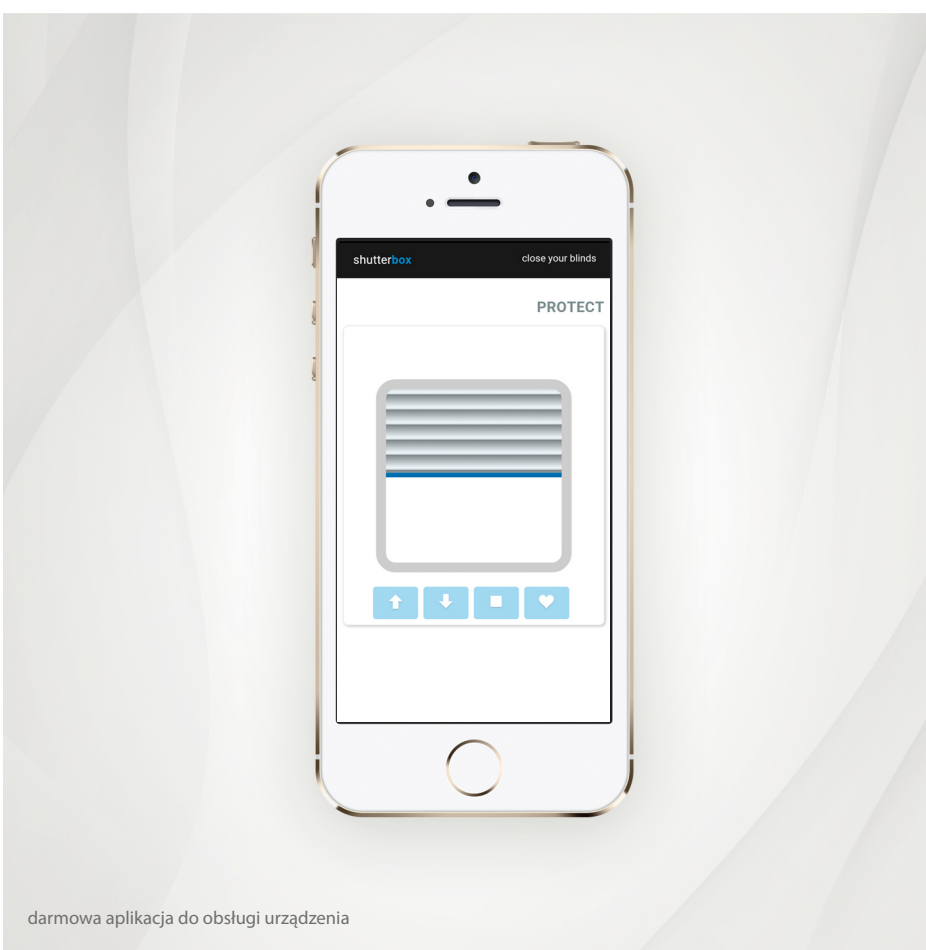 shutterbox
close your blinds
PROTECT
darmowa aplikacja do obsługi urządzenia